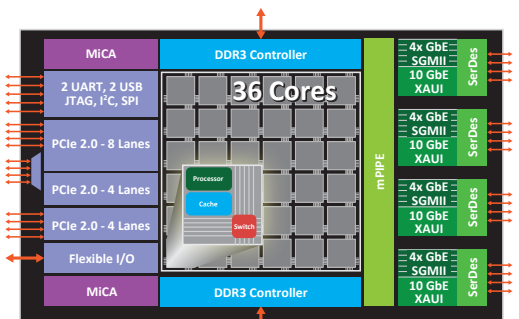 MiCA
2 UART, 2 USB
JTAG, I²C, SPI
PCIe 2.0 - 8 Lanes
PCIe 2.0 - 4 Lanes
PCIe 2.0 - 4 Lanes
Flexible I/O
MiCA
DDR3 Controller
36 Cores
Processor
Cache
Switch
DDR3 Controller
mPIPE
4x GbE
SGMII
10 GbE
XAUI
SerDes
4x GbE
SGMII
10 GbE
XAUI
SerDes
4x GbE
SGMII
10 GbE
XAUI
SerDes
4x GbE
SGMII
10 GbE
XAUI
SerDes